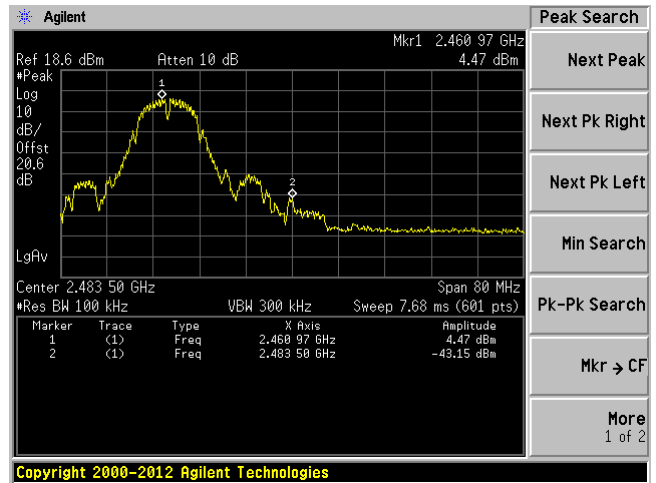 Agilent
Peak Search
Mkr1 2.460 97 GHz
Ref 18.6 dBm Atten 10 dB 4.47 dBm
#Peak
Log
10
dB/
Offst
20.6
dB
LgAv
1
2
Center 2.483 50 GHz Span 80 MHz
#Res BW 100 kHz VBW 300 kHz Sweep 7.68 ms (601 pts)
Marker Trace Type X Axis Amplitude
1 (1) Freq 2.460 97 GHz 4.47 dBm
2 (1) Freq 2.483 50 GHz -43.15 dBm
Next Peak
Next Pk Right
Next Pk Left
Min Search
Pk-Pk Search
Mkr → CF
More
1 of 2
Copyright 2000-2012 Agilent Technologies